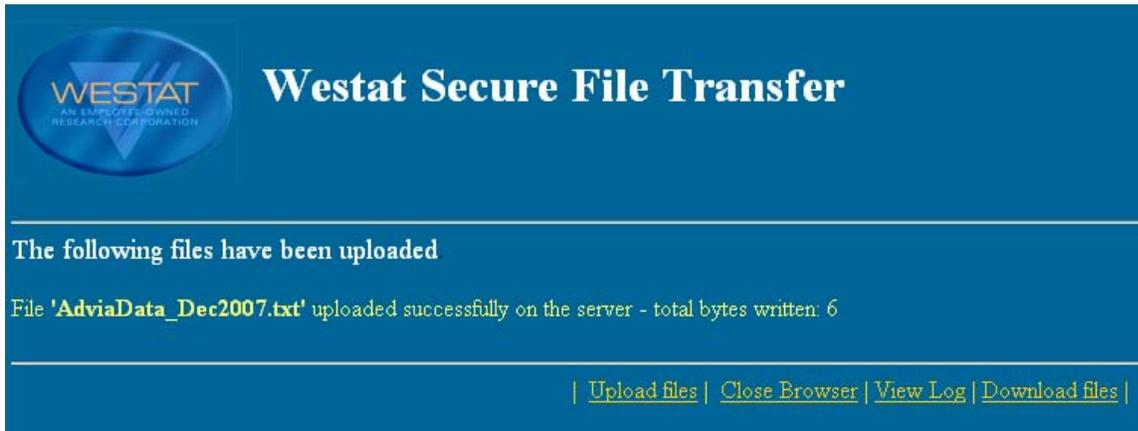 WESTAT
AN EMPLOYEE-OWNED
RESEARCH CORPORATION
Westat Secure File Transfer
The following files have been uploaded.
File 'AdviaData_Dec2007.txt' uploaded successfully on the server - total bytes written: 6
| Upload files | Close Browser | View Log | Download files |